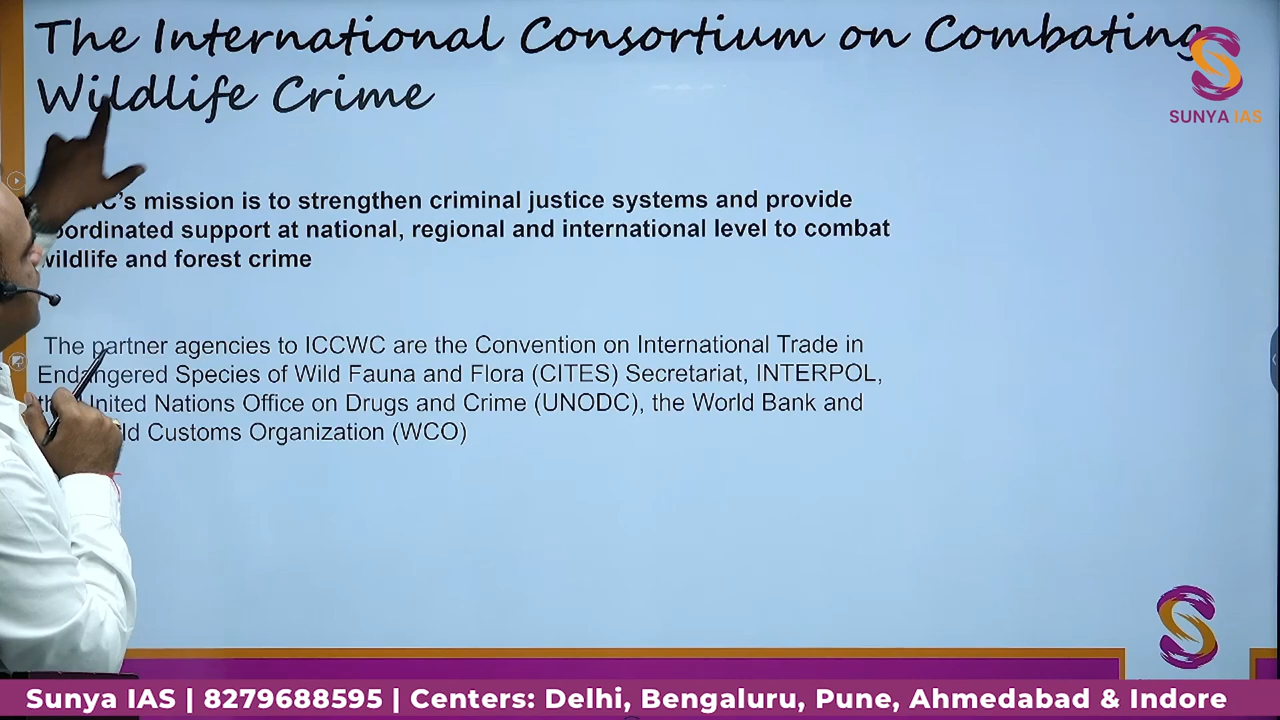 The International Consortium on Combating
Wildlife Crime
SUNYA IAS
mission is to strengthen criminal justice systems and provide
support at national, regional and international level to combat
and forest crime
The partner agencies to ICCWC are the Convention on International Trade in
Endangered Species of Wild Fauna and Flora (CITES) Secretariat, INTERPOL,
United Nations Office on Drugs and Crime (UNODC), the World Bank and
Customs Organization (WCO)
Sunya IAS | 8279688595 | Centers: Delhi, Bengaluru, Pune, Ahmedabad & Indore